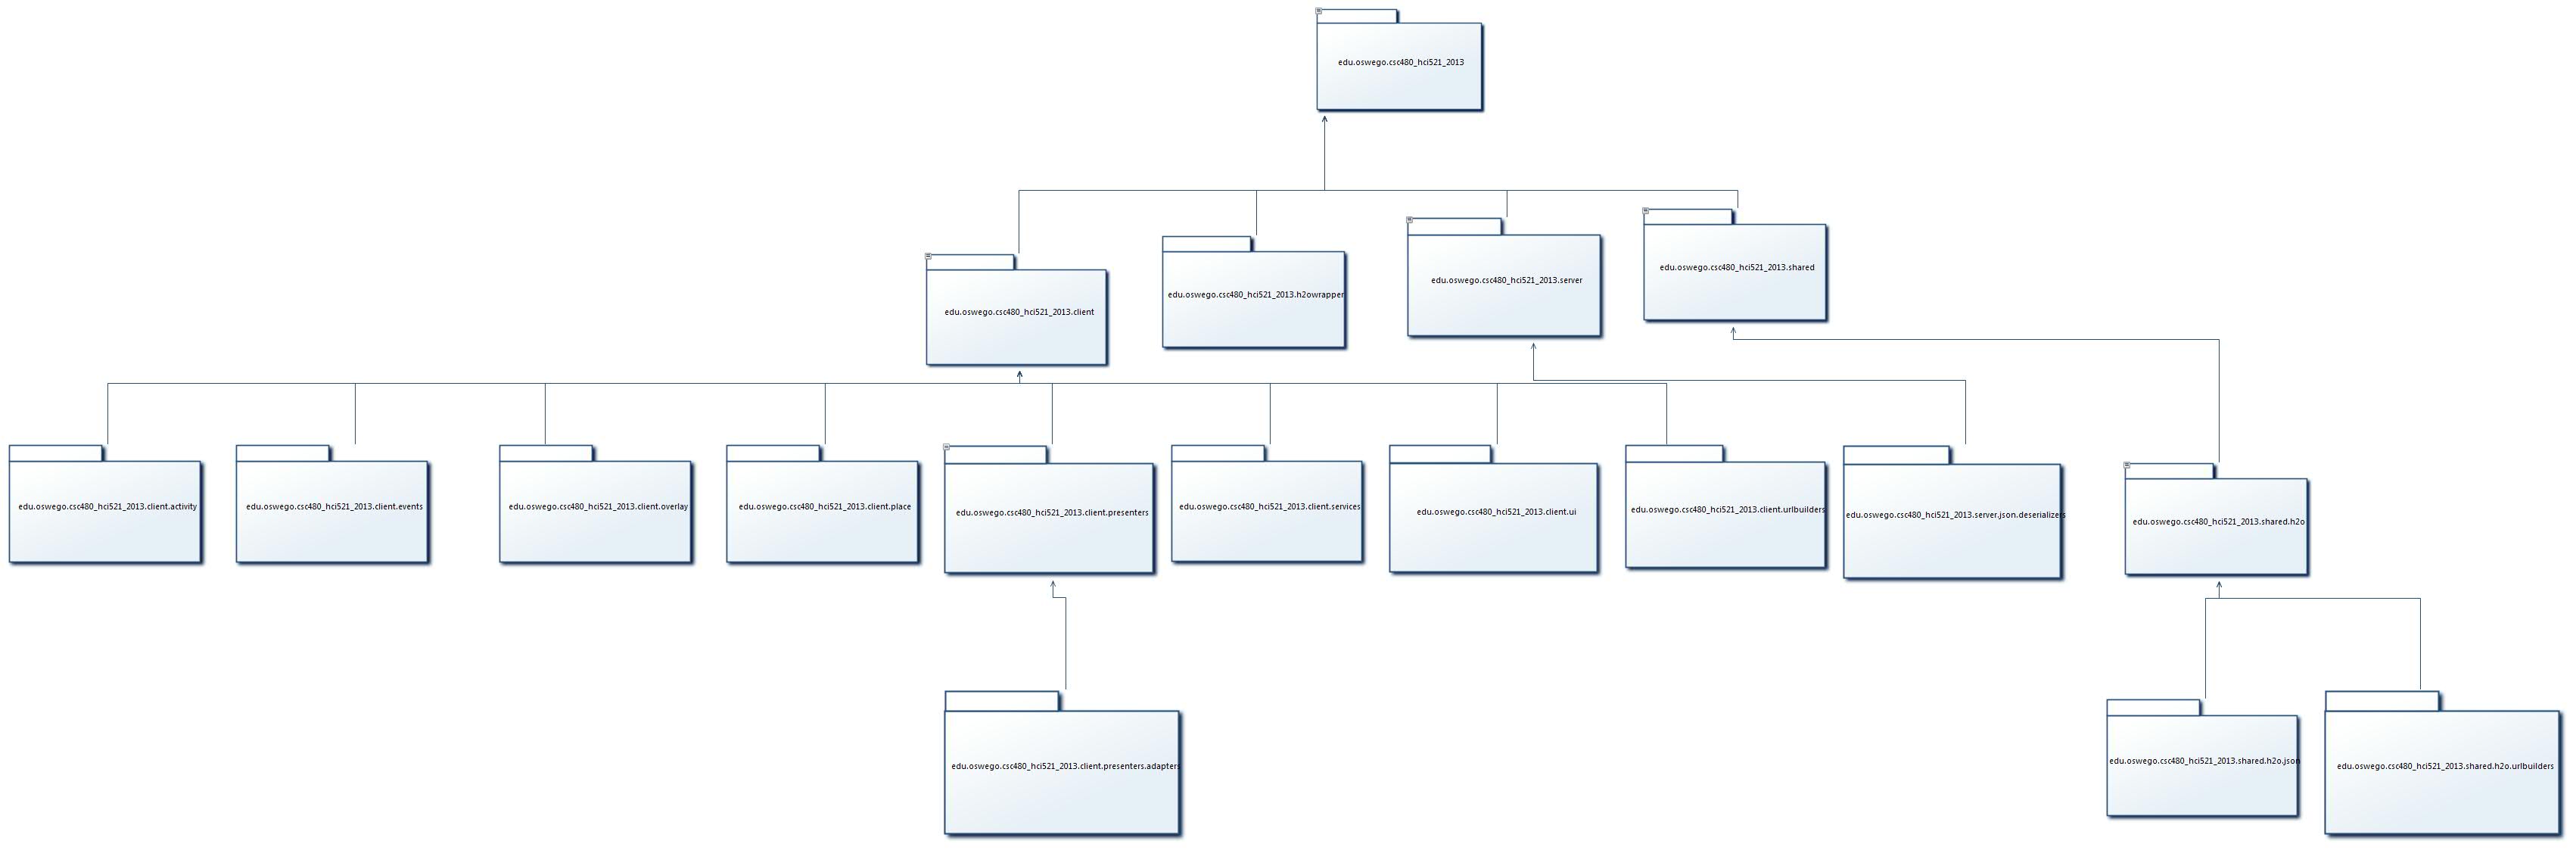 edu.oswego.csc480_hci521_2013
edu.oswego.csc480_hci521_2013.client
edu.oswego.csc480_hci521_2013.h2owrapper
edu.oswego.csc480_hci521_2013.server
edu.oswego.csc480_hci521_2013.shared
edu.oswego.csc480_hci521_2013.client.activity
edu.oswego.csc480_hci521_2013.client.events
edu.oswego.csc480_hci521_2013.client.overlay
edu.oswego.csc480_hci521_2013.client.place
edu.oswego.csc480_hci521_2013.client.presenters
edu.oswego.csc480_hci521_2013.client.services
edu.oswego.csc480_hci521_2013.client.ui
edu.oswego.csc480_hci521_2013.client.urlbuilders
edu.oswego.csc480_hci521_2013.server.json.deserializers
edu.oswego.csc480_hci521_2013.shared.h2o
edu.oswego.csc480_hci521_2013.client.presenters.adapters
edu.oswego.csc480_hci521_2013.shared.h2o.json
edu.oswego.csc480_hci521_2013.shared.h2o.urlbuilders